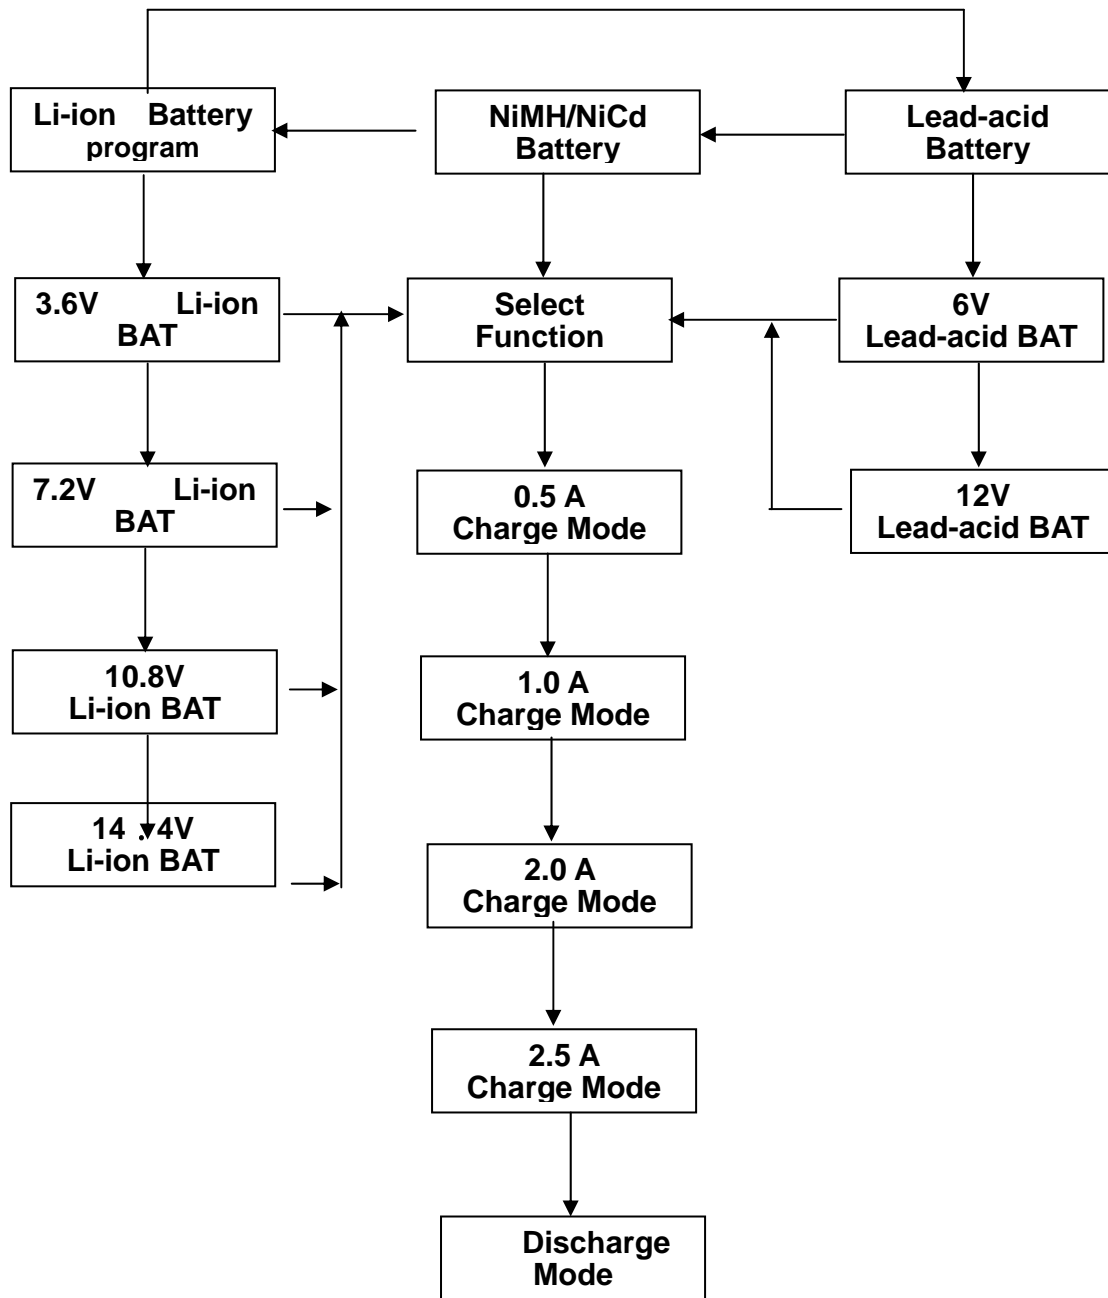 Li-ion Battery
program
NiMH/NiCd
Battery
Lead-acid
Battery
3.6V Li-ion
BAT
Select
Function
6V
Lead-acid BAT
7.2V Li-ion
BAT
0.5 A
Charge Mode
12V
Lead-acid BAT
10.8V
Li-ion BAT
1.0 A
Charge Mode
14 . 4V
Li-ion BAT
2.0 A
Charge Mode
2.5 A
Charge Mode
Discharge
Mode